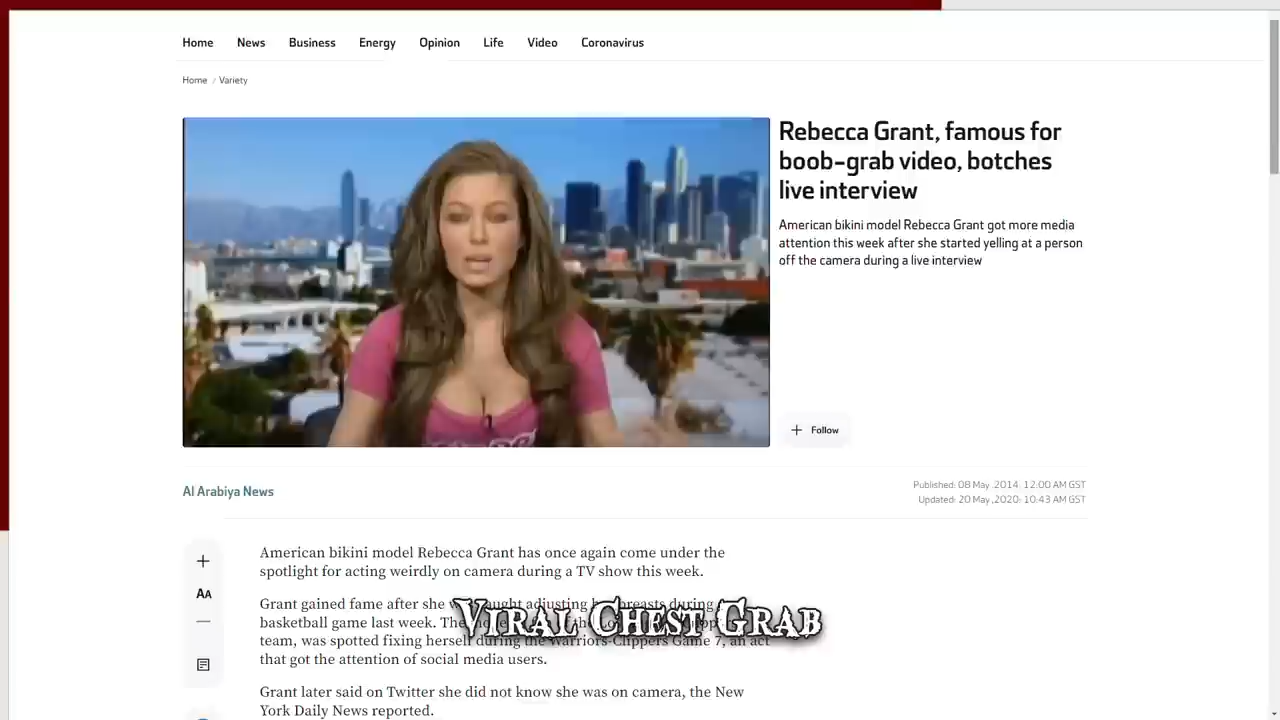 Home News Business Energy Opinion Life Video Coronavirus
Home / Variety
Rebecca Grant, famous for
boob-grab video, botches
live interview
American bikini model Rebecca Grant got more media
attention this week after she started yelling at a person
off the camera during a live interview
+ Follow
Al Arabiya News
Published: 08 May ,2014: 12:00 AM GST
Updated: 20 May ,2020: 10:43 AM GST
American bikini model Rebecca Grant has once again come under the
spotlight for acting weirdly on camera during a TV show this week.
Grant gained fame after she adjusting breasts during
basketball game last week. The
team, was spotted fixing herself during the Warriors-Clippers Game 7, an act
that got the attention of social media users.
Grant later said on Twitter she did not know she was on camera, the New
York Daily News reported.
+
AA
Viral Chest Grab